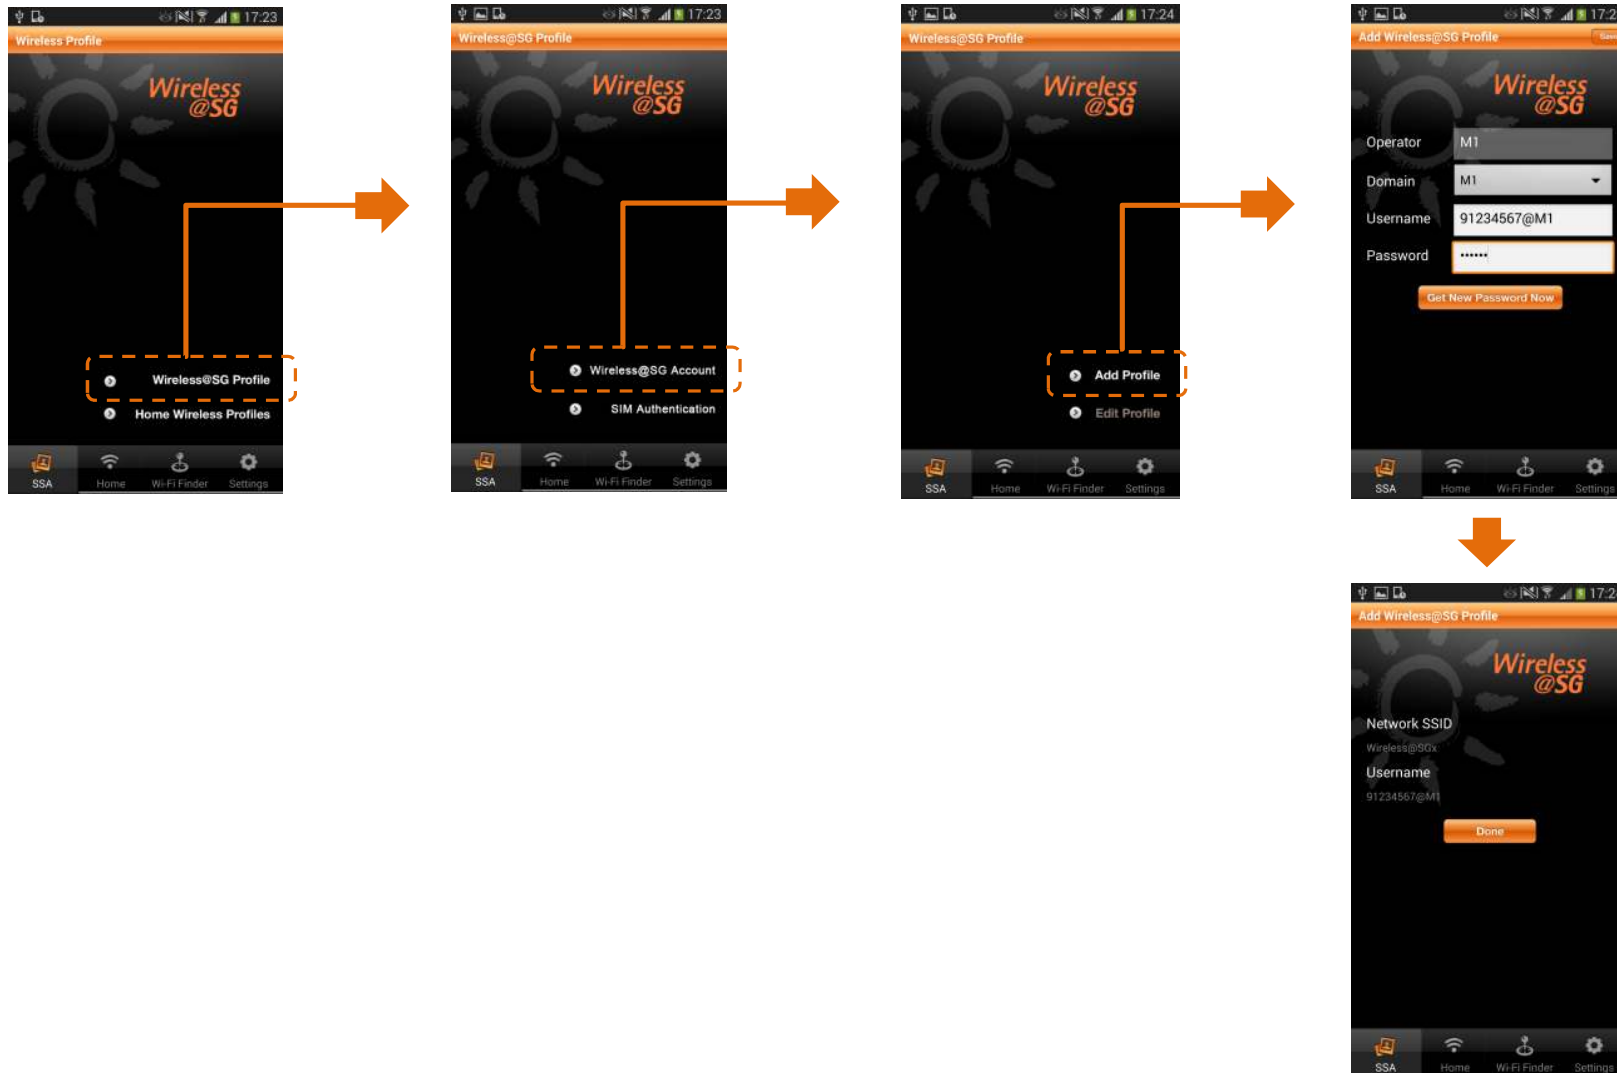 17:23
Wireless Profile
Wireless
@SG
Wireless@SG Profile
Home Wireless Profiles
SSA Home Wi-Fi Finder Settings
17:23
Wireless@SG Profile
Wireless
@SG
Wireless@SG Account
SIM Authentication
SSA Home Wi-Fi Finder Settings
17:24
Wireless@SG Profile
Wireless
@SG
Add Profile
Edit Profile
SSA Home Wi-Fi Finder Settings
17:2
Add Wireless@SG Profile
Wireless
@SG
Operator M1
Domain M1
Username 91234567@M1
Password ••••••
Get New Password Now
SSA Home Wi-Fi Finder Settings
17:2
Add Wireless@SG Profile
Wireless
@SG
Network SSID
Wireless@SGx
Username
91234567@M1
Done
SSA Home Wi-Fi Finder Settings